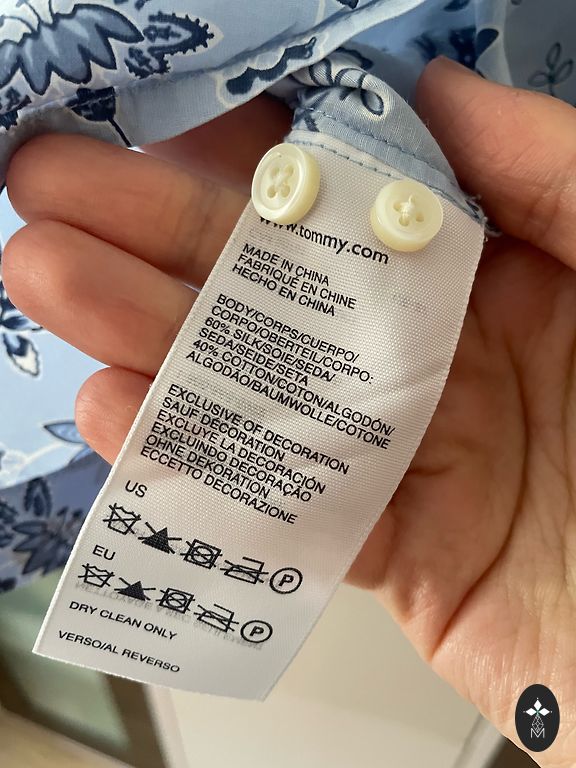 www.tommy.com
MADE IN CHINA
FABRIQUÉ EN CHINE
HECHO EN CHINA
BODY/CORPS/CUERPO/
CORPO/OBERTEIL/CORPO:
60% SILK/SOIE/SEDA/
SEDA/SEIDE/SETA
40% COTTON/COTON/ALGODÓN/
ALGODÃO/BAUMWOLLE/COTONE
EXCLUSIVE OF DECORATION
SAUF DÉCORATION
EXCLUYE LA DECORACIÓN
EXCLUINDO DECORAÇÃO
OHNE DEKORATION
ECCETTO DECORAZIONE
US
P
EU
P
DRY CLEAN ONLY
VERSO/AL REVERSO
M